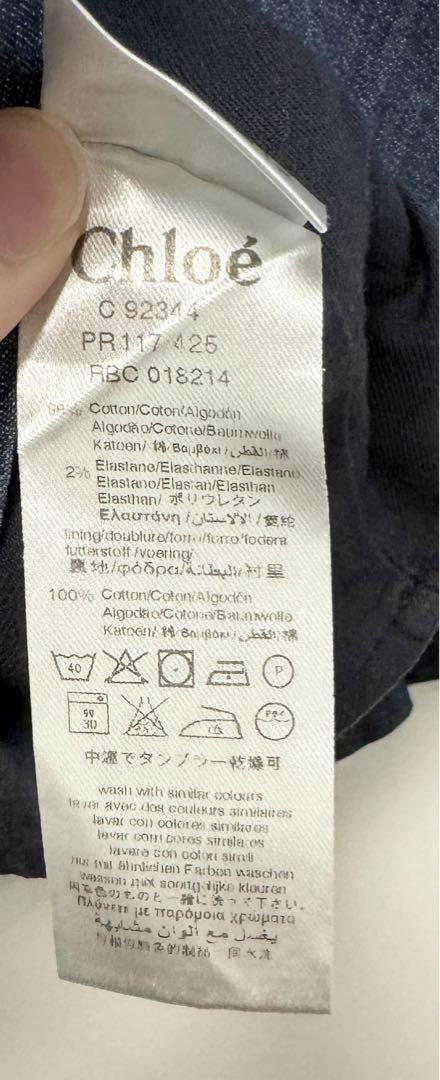 Chloé
C 92344
PR117 425
RBC 018214
98% Cotton/Coton/Algodón
Algodão/Cotone/Baumwolle
Katoen/ 綿/Βαμβάκι/القطن/棉
2% Elastane/Elasthanne/Elastano
Elastano/Elastan/Elasthan
Elasthan/ ポリウレタン
Ελαστάνη /الالاستان/
lining/doublure/forro/forro/fodera
futterstoff /voering/
裏地/φόδρα/البطانة/衬里
100% Cotton/Coton/Algodón
Algodão/Cotone/Baumwolle
Katoen/ 綿/Βαμβάκι/القطن/棉
40
P
30
中温でタンブラー乾燥可
wash with similar colours
laver avec des couleurs similaires
lavar con colores similares
lavar com cores similares
lavare con colori simili
nur mit ähnlichen Farben waschen
wassen met soortgelijke kleuren
同じ色のものと一緒に洗って下さい。
Πλύνετε με παρόμοια χρώματα
يغسل مع ألوان مشابهة